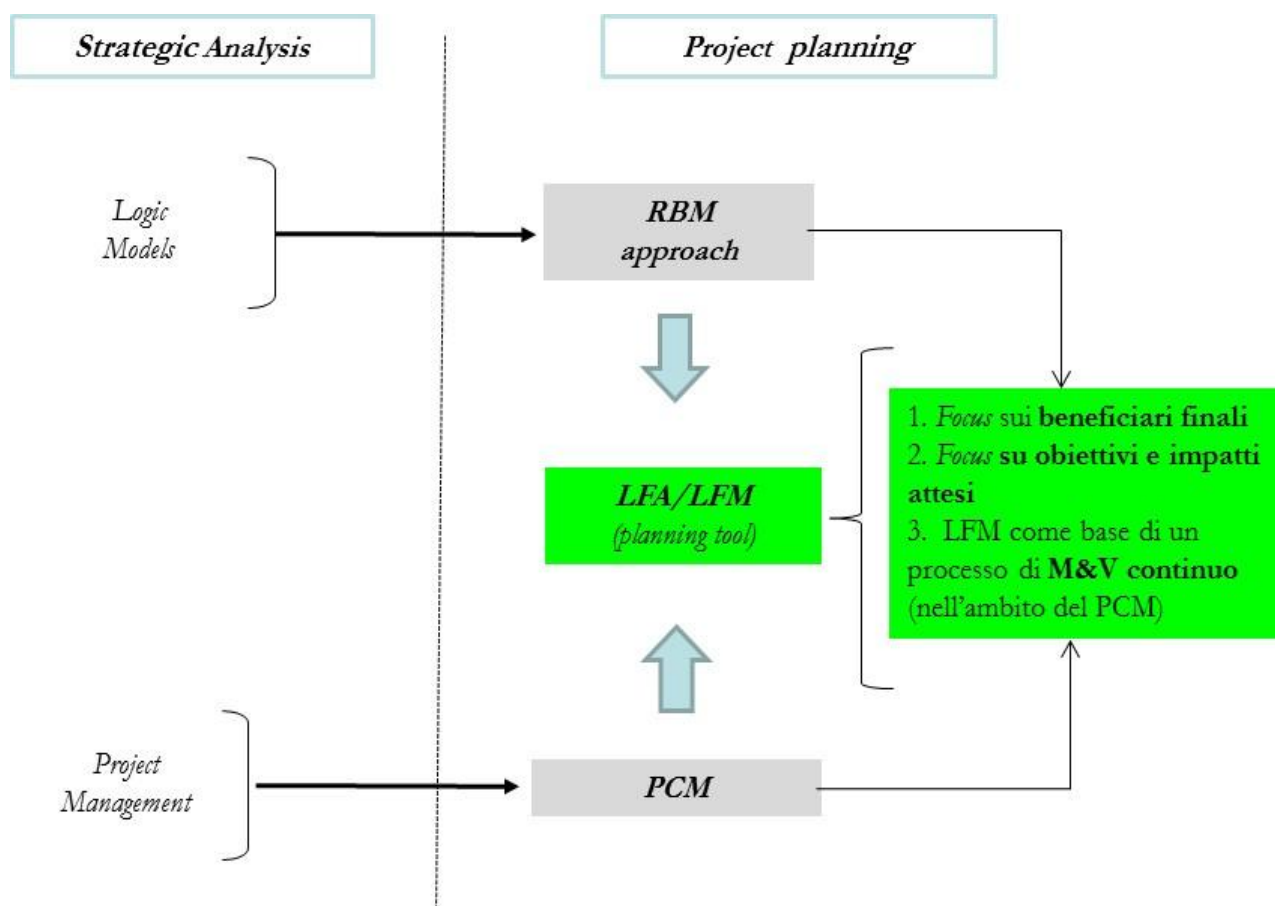 Strategic Analysis
Project planning
Logic
Models
RBM
approach
LFA/LFM
(planning tool)
1. Focus sui beneficiari finali
2. Focus su obiettivi e impatti
attesi
3. LFM come base di un
processo di M&V continuo
(nell'ambito del PCM)
Project
Management
PCM